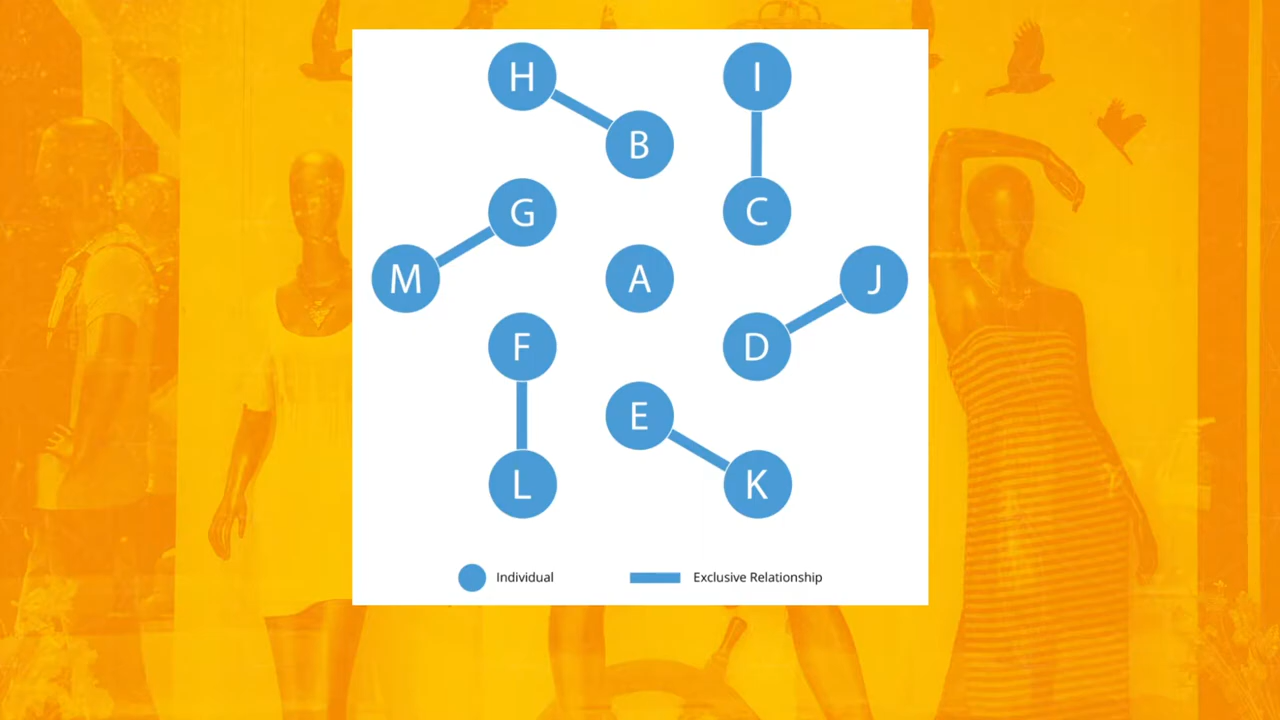 H
I
B
G
C
M
A
J
F
D
E
L
K
Individual
Exclusive Relationship